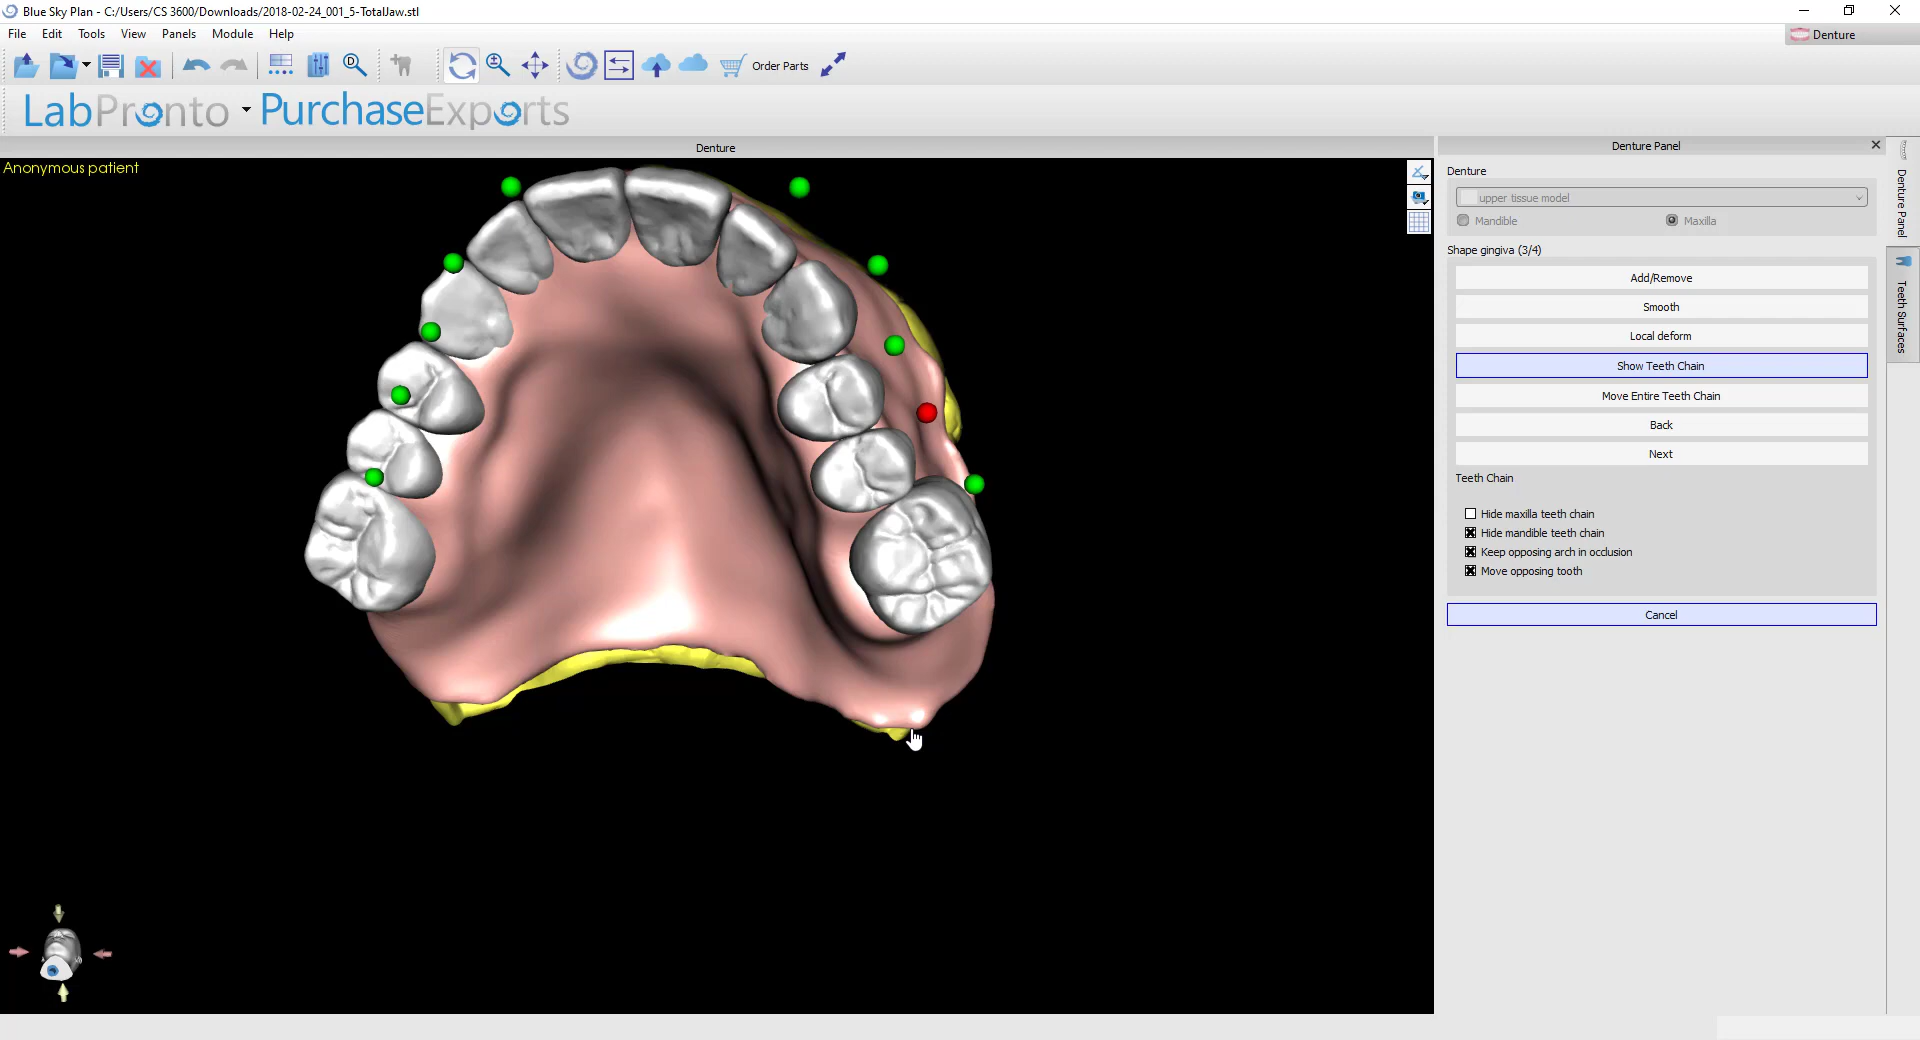 Blue Sky Plan - C:/Users/CS 3600/Downloads/2018-02-24_001_5-TotalJaw.stl
File Edit Tools View Panels Module Help
Denture
D
Order Parts
LabPronto PurchaseExports
Denture
Denture Panel
Anonymous patient
Denture
upper tissue model
Mandible Maxilla
Shape gingiva (3/4)
Add/Remove
Smooth
Local deform
Show Teeth Chain
Move Entire Teeth Chain
Back
Next
Teeth Chain
Hide maxilla teeth chain
Hide mandible teeth chain
Keep opposing arch in occlusion
Move opposing tooth
Cancel
Denture Panel
Teeth Surfaces